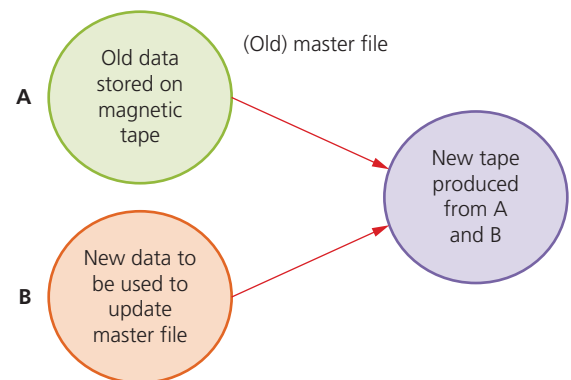 (Old) master file
A
Old data
stored on
magnetic
tape
B
New data to
be used to
update
master file
New tape
produced
from A
and B